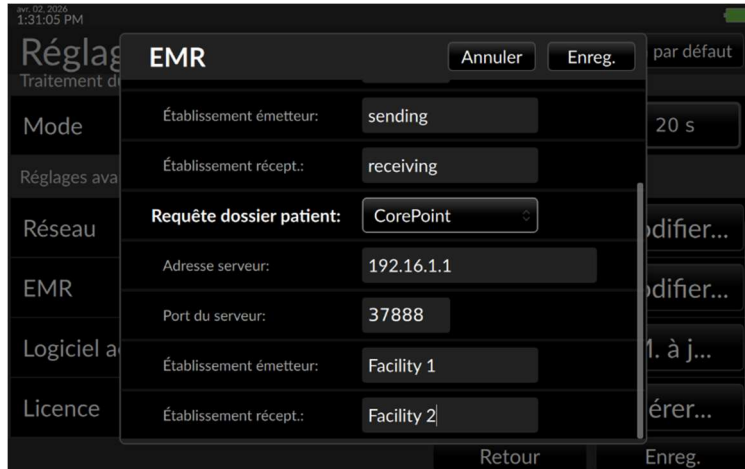 avr. 02, 2026
1:31:05 PM
Réglag
par défaut
Traitement d
EMR
Annuler
Enreg.
Établissement émetteur:
sending
Mode
20 s
Établissement récept.:
receiving
Réglages ava
Requête dossier patient:
CorePoint
Réseau
difier...
Adresse serveur:
192.16.1.1
EMR
difier...
Port du serveur:
37888
Logiciel a
. à j...
Établissement émetteur:
Facility 1
Licence
érer...
Établissement récept.:
Facility 2
Retour
Enreg.